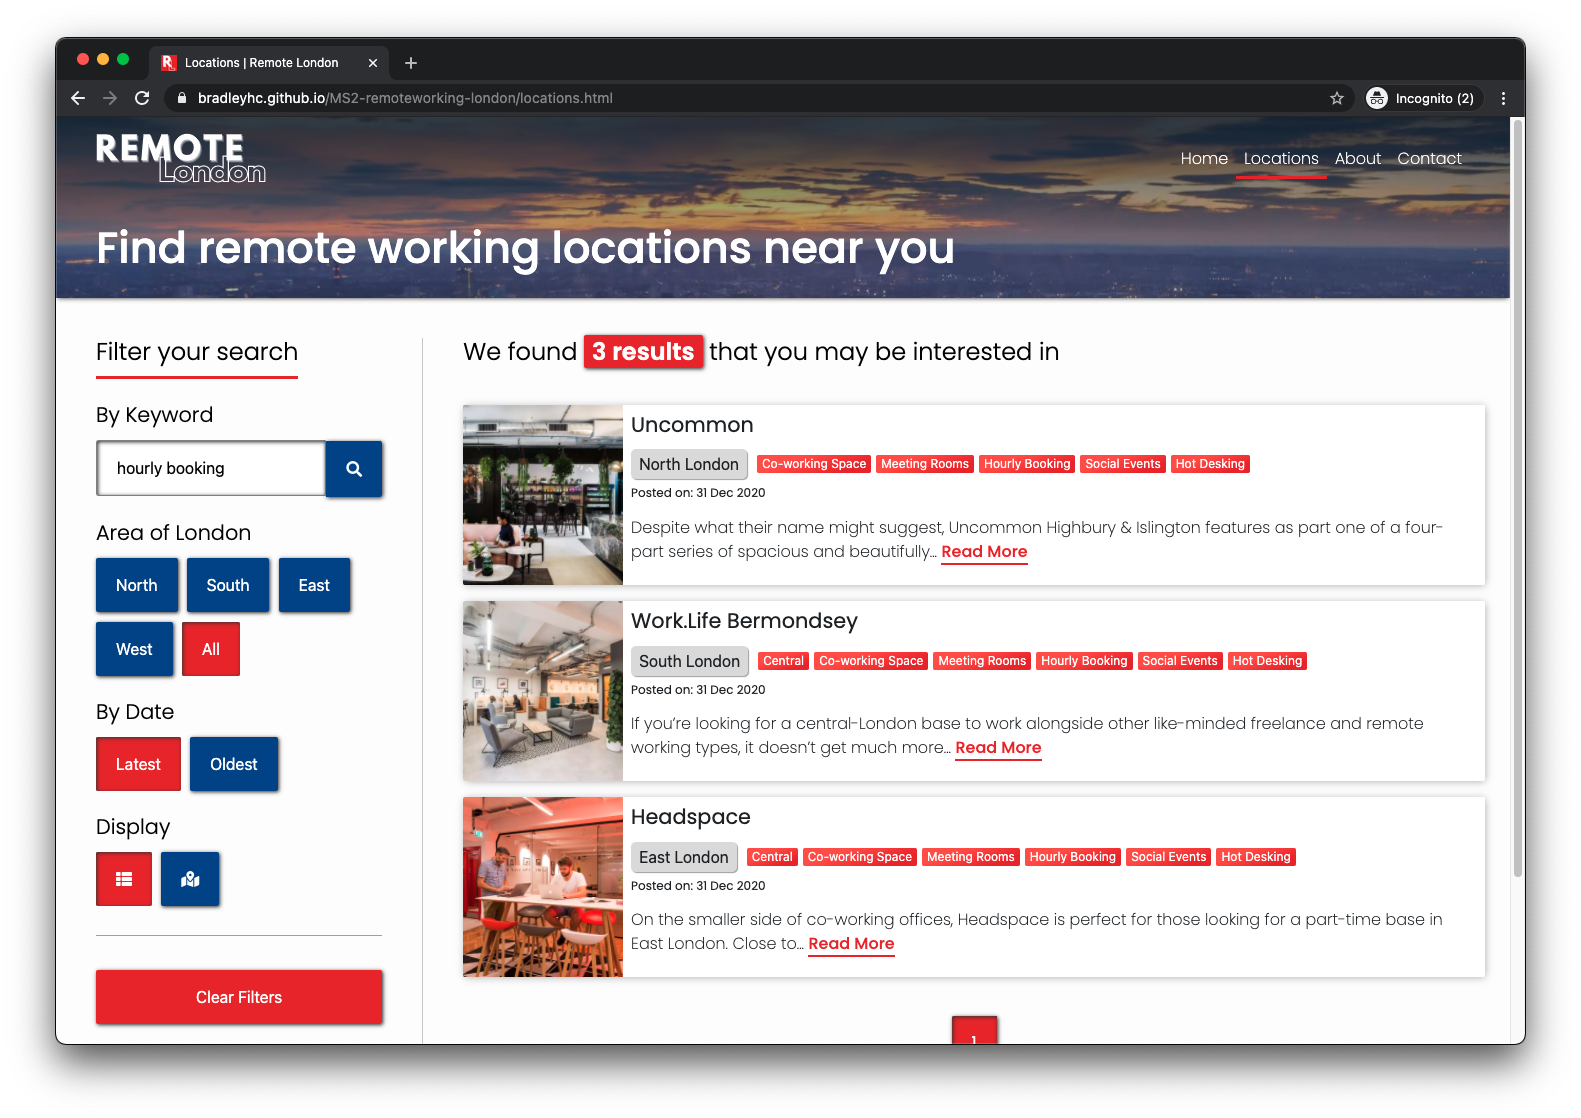 Locations | Remote London
bradleyhc.github.io/MS2-remoteworking-london/locations.html
Incognito (2)
REMOTE
London
Home Locations About Contact
Find remote working locations near you
Filter your search
By Keyword
hourly booking
Area of London
North South East
West All
By Date
Latest Oldest
Display
Clear Filters
We found 3 results that you may be interested in
Uncommon
North London Co-working Space Meeting Rooms Hourly Booking Social Events Hot Desking
Posted on: 31 Dec 2020
Despite what their name might suggest, Uncommon Highbury & Islington features as part one of a four-
part series of spacious and beautifully... Read More
Work.Life Bermondsey
South London Central Co-working Space Meeting Rooms Hourly Booking Social Events Hot Desking
Posted on: 31 Dec 2020
If you’re looking for a central-London base to work alongside other like-minded freelance and remote
working types, it doesn’t get much more... Read More
Headspace
East London Central Co-working Space Meeting Rooms Hourly Booking Social Events Hot Desking
Posted on: 31 Dec 2020
On the smaller side of co-working offices, Headspace is perfect for those looking for a part-time base in
East London. Close to... Read More
1